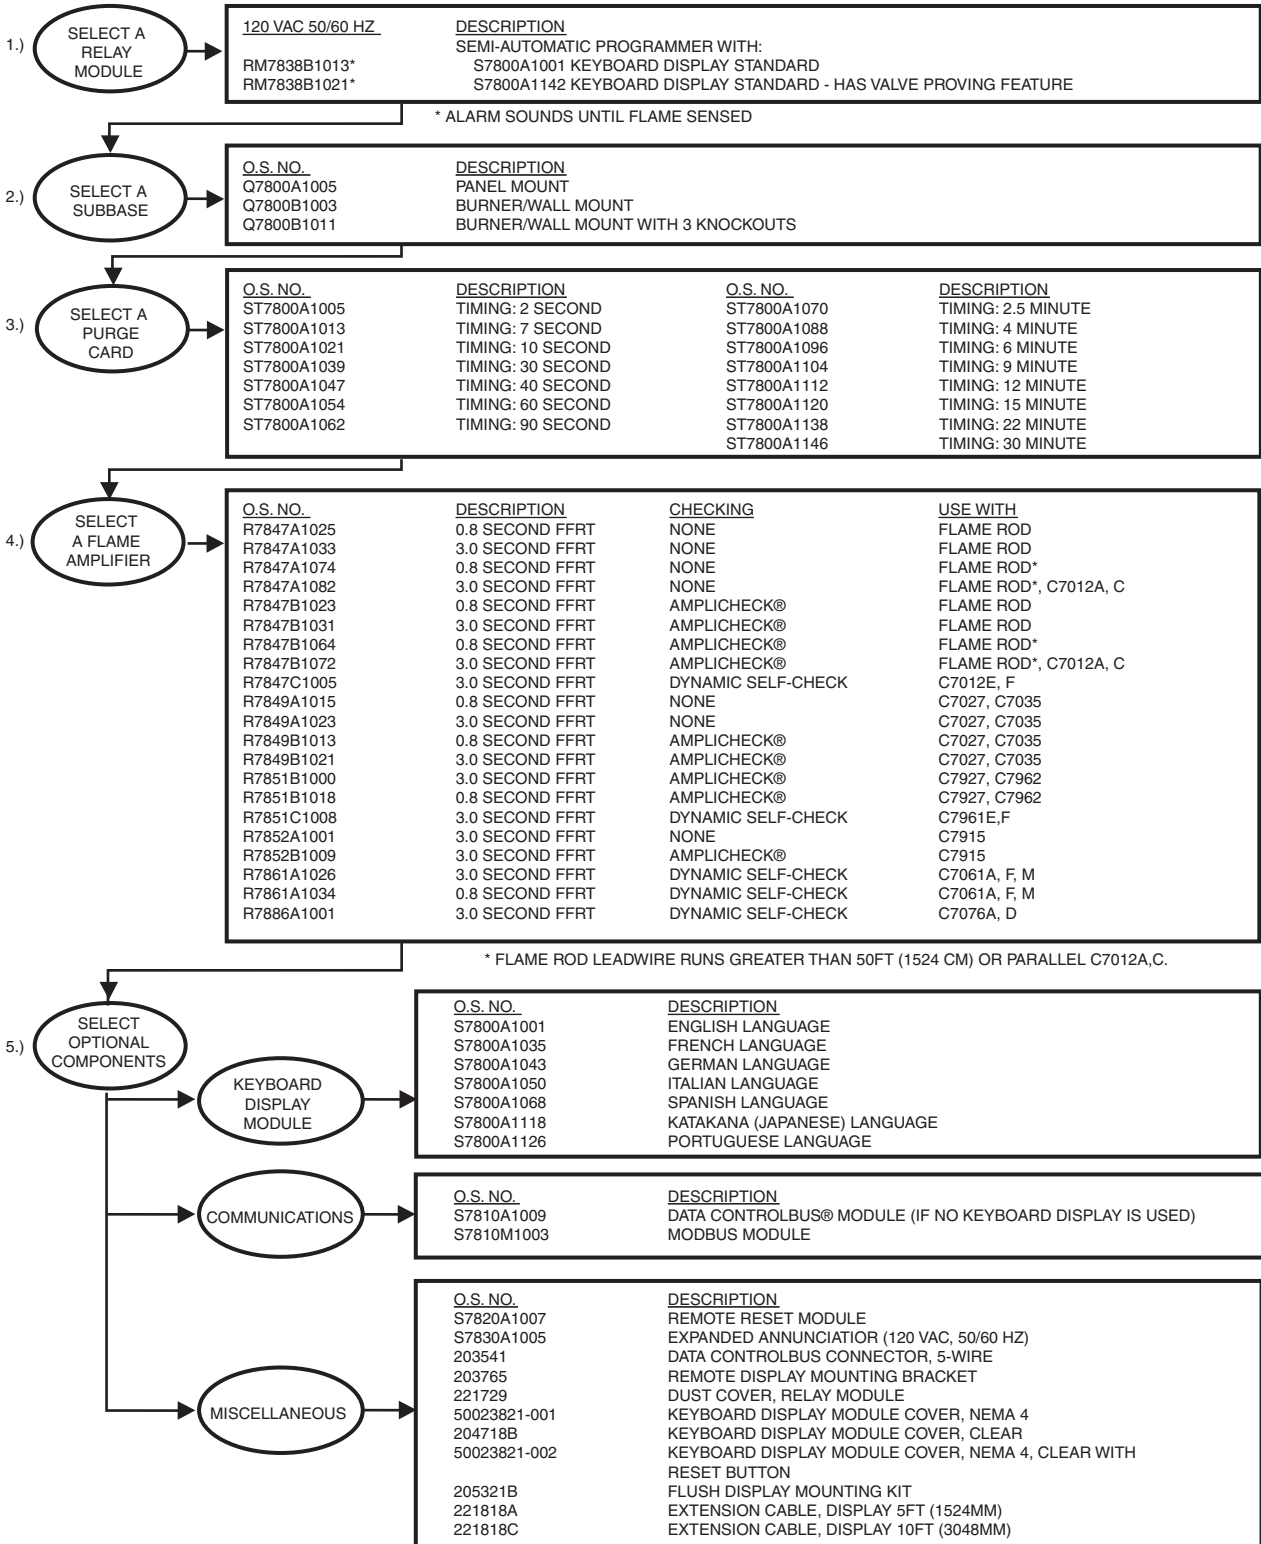 1.)
SELECT A
RELAY
MODULE
120 VAC 50/60 HZ DESCRIPTION
SEMI-AUTOMATIC PROGRAMMER WITH:
RM7838B1013* S7800A1001 KEYBOARD DISPLAY STANDARD
RM7838B1021* S7800A1142 KEYBOARD DISPLAY STANDARD - HAS VALVE PROVING FEATURE
* ALARM SOUNDS UNTIL FLAME SENSED
2.)
SELECT A
SUBBASE
O.S. NO. DESCRIPTION
Q7800A1005 PANEL MOUNT
Q7800B1003 BURNER/WALL MOUNT
Q7800B1011 BURNER/WALL MOUNT WITH 3 KNOCKOUTS
3.)
SELECT A
PURGE
CARD
O.S. NO. DESCRIPTION O.S. NO. DESCRIPTION
ST7800A1005 TIMING: 2 SECOND ST7800A1070 TIMING: 2.5 MINUTE
ST7800A1013 TIMING: 7 SECOND ST7800A1088 TIMING: 4 MINUTE
ST7800A1021 TIMING: 10 SECOND ST7800A1096 TIMING: 6 MINUTE
ST7800A1039 TIMING: 30 SECOND ST7800A1104 TIMING: 9 MINUTE
ST7800A1047 TIMING: 40 SECOND ST7800A1112 TIMING: 12 MINUTE
ST7800A1054 TIMING: 60 SECOND ST7800A1120 TIMING: 15 MINUTE
ST7800A1062 TIMING: 90 SECOND ST7800A1138 TIMING: 22 MINUTE
ST7800A1146 TIMING: 30 MINUTE
4.)
SELECT
A FLAME
AMPLIFIER
O.S. NO. DESCRIPTION CHECKING USE WITH
R7847A1025 0.8 SECOND FFRT NONE FLAME ROD
R7847A1033 3.0 SECOND FFRT NONE FLAME ROD
R7847A1074 0.8 SECOND FFRT NONE FLAME ROD*
R7847A1082 3.0 SECOND FFRT NONE FLAME ROD*, C7012A, C
R7847B1023 0.8 SECOND FFRT AMPLICHECK® FLAME ROD
R7847B1031 3.0 SECOND FFRT AMPLICHECK® FLAME ROD
R7847B1064 0.8 SECOND FFRT AMPLICHECK® FLAME ROD*
R7847B1072 3.0 SECOND FFRT AMPLICHECK® FLAME ROD*, C7012A, C
R7847C1005 3.0 SECOND FFRT DYNAMIC SELF-CHECK C7012E, F
R7849A1015 0.8 SECOND FFRT NONE C7027, C7035
R7849A1023 3.0 SECOND FFRT NONE C7027, C7035
R7849B1013 0.8 SECOND FFRT AMPLICHECK® C7027, C7035
R7849B1021 3.0 SECOND FFRT AMPLICHECK® C7027, C7035
R7851B1000 3.0 SECOND FFRT AMPLICHECK® C7927, C7962
R7851B1018 0.8 SECOND FFRT AMPLICHECK® C7927, C7962
R7851C1008 3.0 SECOND FFRT DYNAMIC SELF-CHECK C7961E,F
R7852A1001 3.0 SECOND FFRT NONE C7915
R7852B1009 3.0 SECOND FFRT AMPLICHECK® C7915
R7861A1026 3.0 SECOND FFRT DYNAMIC SELF-CHECK C7061A, F, M
R7861A1034 0.8 SECOND FFRT DYNAMIC SELF-CHECK C7061A, F, M
R7886A1001 3.0 SECOND FFRT DYNAMIC SELF-CHECK C7076A, D
* FLAME ROD LEADWIRE RUNS GREATER THAN 50FT (1524 CM) OR PARALLEL C7012A,C.
5.)
SELECT
OPTIONAL
COMPONENTS
KEYBOARD
DISPLAY
MODULE
O.S. NO. DESCRIPTION
S7800A1001 ENGLISH LANGUAGE
S7800A1035 FRENCH LANGUAGE
S7800A1043 GERMAN LANGUAGE
S7800A1050 ITALIAN LANGUAGE
S7800A1068 SPANISH LANGUAGE
S7800A1118 KATAKANA (JAPANESE) LANGUAGE
S7800A1126 PORTUGUESE LANGUAGE
COMMUNICATIONS
O.S. NO. DESCRIPTION
S7810A1009 DATA CONTROLBUS® MODULE (IF NO KEYBOARD DISPLAY IS USED)
S7810M1003 MODBUS MODULE
MISCELLANEOUS
O.S. NO. DESCRIPTION
S7820A1007 REMOTE RESET MODULE
S7830A1005 EXPANDED ANNUNCIATIOR (120 VAC, 50/60 HZ)
203541 DATA CONTROLBUS CONNECTOR, 5-WIRE
203765 REMOTE DISPLAY MOUNTING BRACKET
221729 DUST COVER, RELAY MODULE
50023821-001 KEYBOARD DISPLAY MODULE COVER, NEMA 4
204718B KEYBOARD DISPLAY MODULE COVER, CLEAR
50023821-002 KEYBOARD DISPLAY MODULE COVER, NEMA 4, CLEAR WITH
RESET BUTTON
205321B FLUSH DISPLAY MOUNTING KIT
221818A EXTENSION CABLE, DISPLAY 5FT (1524MM)
221818C EXTENSION CABLE, DISPLAY 10FT (3048MM)